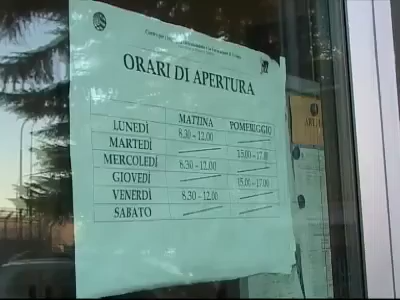 ORARI DI APERTURA
MATTINA POMERIGGIO
LUNEDÌ 8.30 - 12.00
MARTEDÌ 15.00 - 17.00
MERCOLEDÌ 8.30 - 12.00
GIOVEDÌ 15.00 - 17.00
VENERDÌ 8.30 - 12.00
SABATO